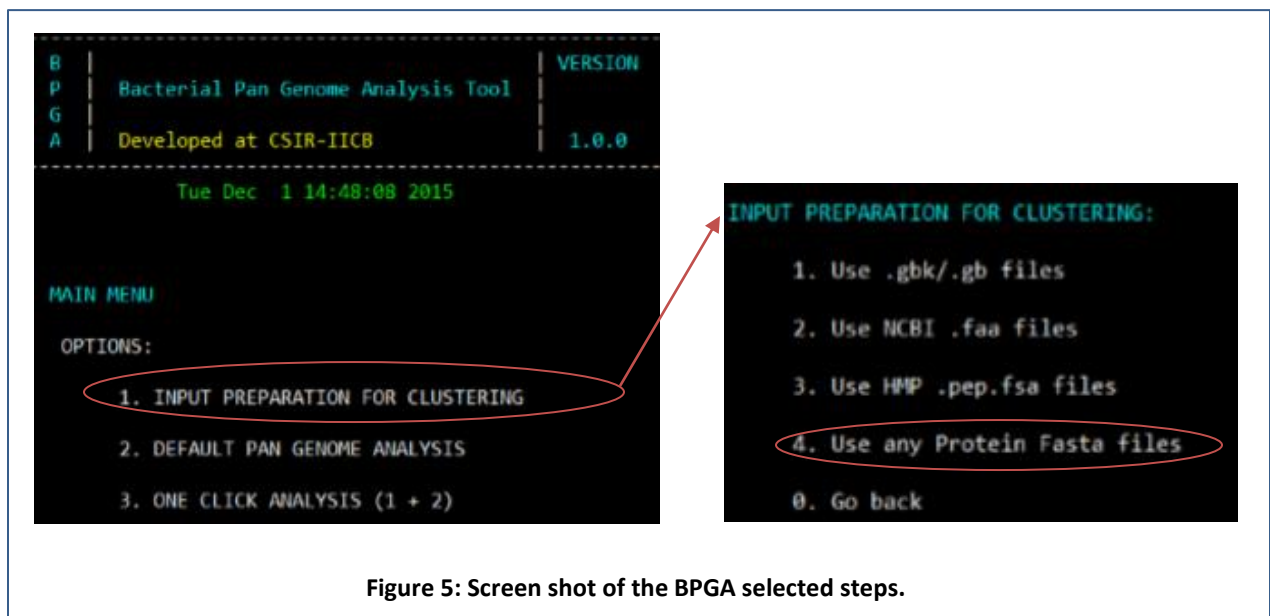 B
VERSION
P
Bacterial Pan Genome Analysis Tool
G
A
Developed at CSIR-IICB
1.0.0
Tue Dec 1 14:48:08 2015
MAIN MENU
OPTIONS:
1. INPUT PREPARATION FOR CLUSTERING
2. DEFAULT PAN GENOME ANALYSIS
3. ONE CLICK ANALYSIS (1 + 2)
INPUT PREPARATION FOR CLUSTERING:
1. Use .gbk/.gb files
2. Use NCBI .faa files
3. Use HMP .pep.fsa files
4. Use any Protein Fasta files
0. Go back
Figure 5: Screen shot of the BPGA selected steps.